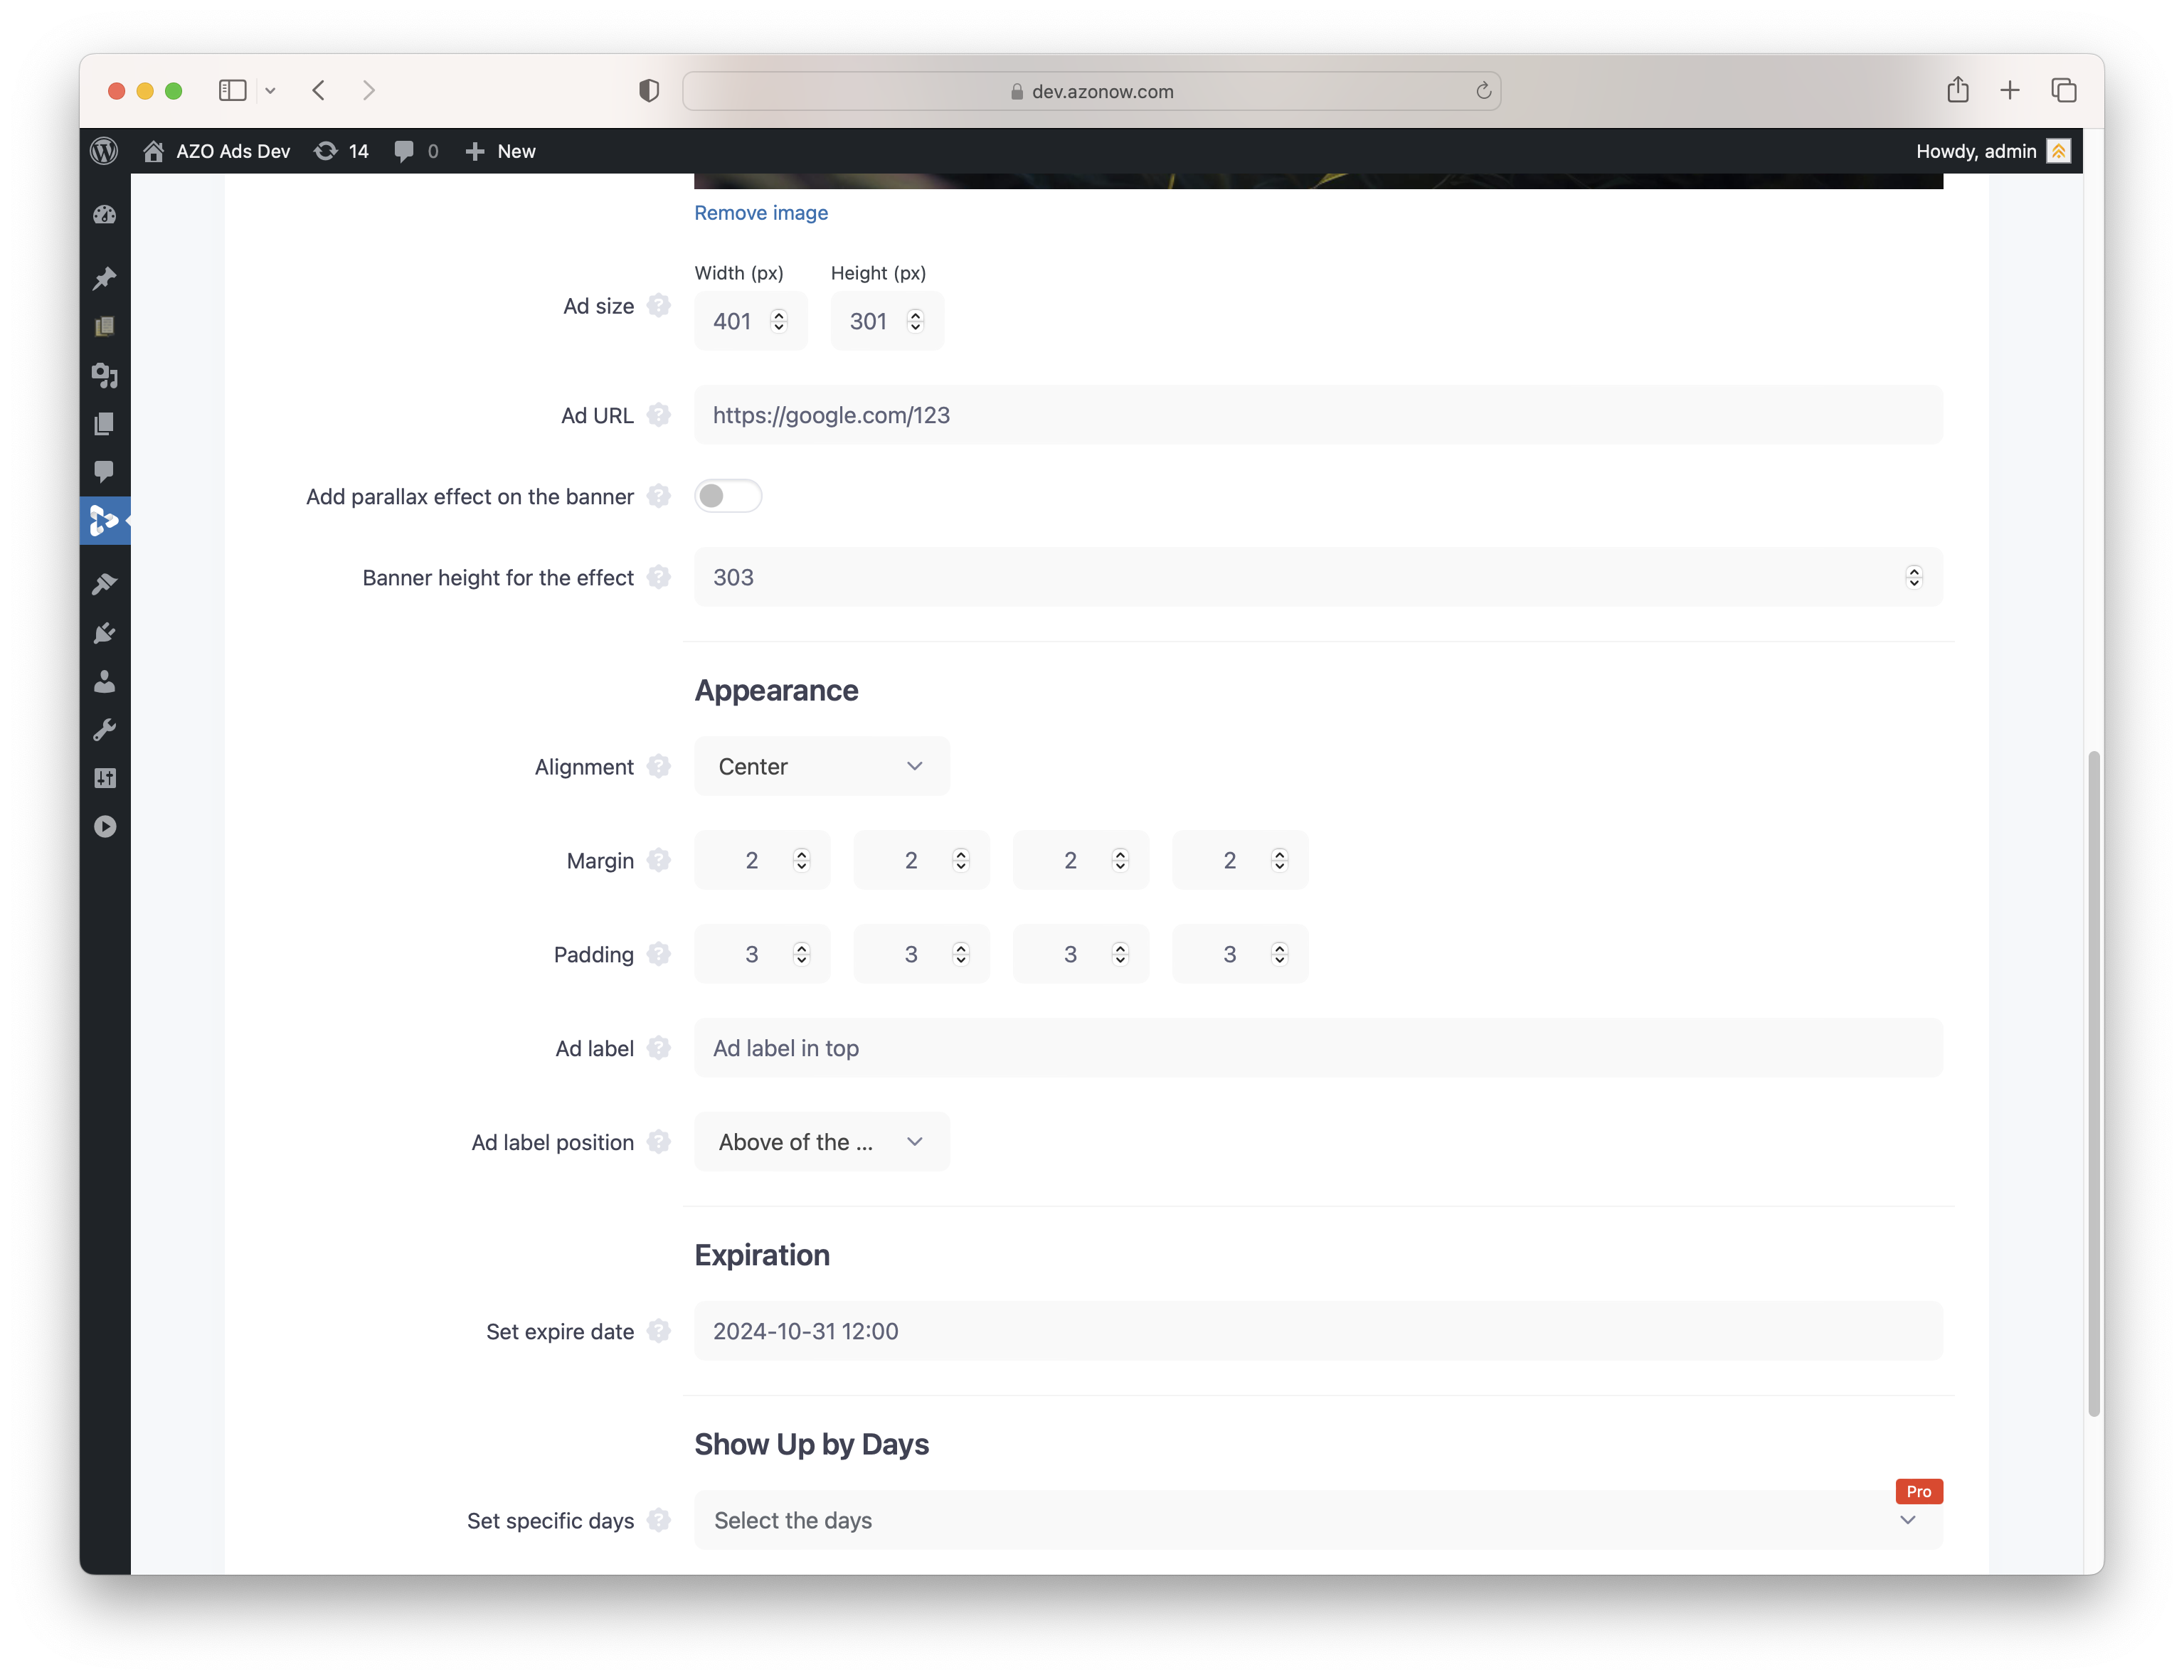 dev.azonow.com
AZO Ads Dev 14 0 New Howdy, admin
Remove image
Width (px) Height (px)
Ad size 401 301
Ad URL https://google.com/123
Add parallax effect on the banner
Banner height for the effect 303
Appearance
Alignment Center
Margin 2 2 2 2
Padding 3 3 3 3
Ad label Ad label in top
Ad label position Above of the ...
Expiration
Set expire date 2024-10-31 12:00
Show Up by Days
Pro
Set specific days Select the days